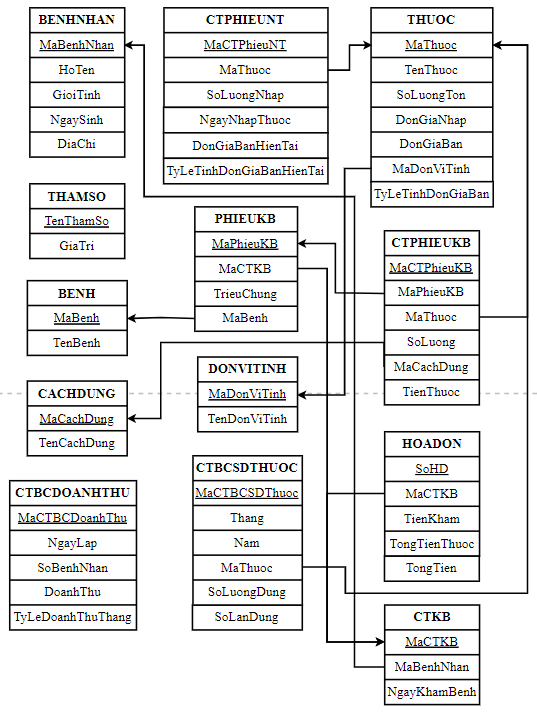 BENHNHAN
MaBenhNhan
HoTen
GioiTinh
NgaySinh
DiaChi
CTPHIEUNT
MaCTPhieuNT
MaThuoc
SoLuongNhap
NgayNhapThuoc
DonGiaBanHienTai
TyLeTinhDonGiaBanHienTai
THUOC
MaThuoc
TenThuoc
SoLuongTon
DonGiaNhap
DonGiaBan
MaDonViTinh
TyLeTinhDonGiaBan
THAMSO
TenThamSo
GiaTri
PHIEUKB
MaPhieuKB
MaCTKB
TrieuChung
MaBenh
CTPHIEUKB
MaCTPhieuKB
MaPhieuKB
MaThuoc
SoLuong
MaCachDung
TienThuoc
BENH
MaBenh
TenBenh
DONVITINH
MaDonViTinh
TenDonViTinh
CACHDUNG
MaCachDung
TenCachDung
HOADON
SoHD
MaCTKB
TienKham
TongTienThuoc
TongTien
CTBCSDTHUOC
MaCTBCSDThuoc
Thang
Nam
MaThuoc
SoLuongDung
SoLanDung
CTBCDOANHTHU
MaCTBCDoanhThu
NgayLap
SoBenhNhan
DoanhThu
TyLeDoanhThuThang
CTKB
MaCTKB
MaBenhNhan
NgayKhamBenh